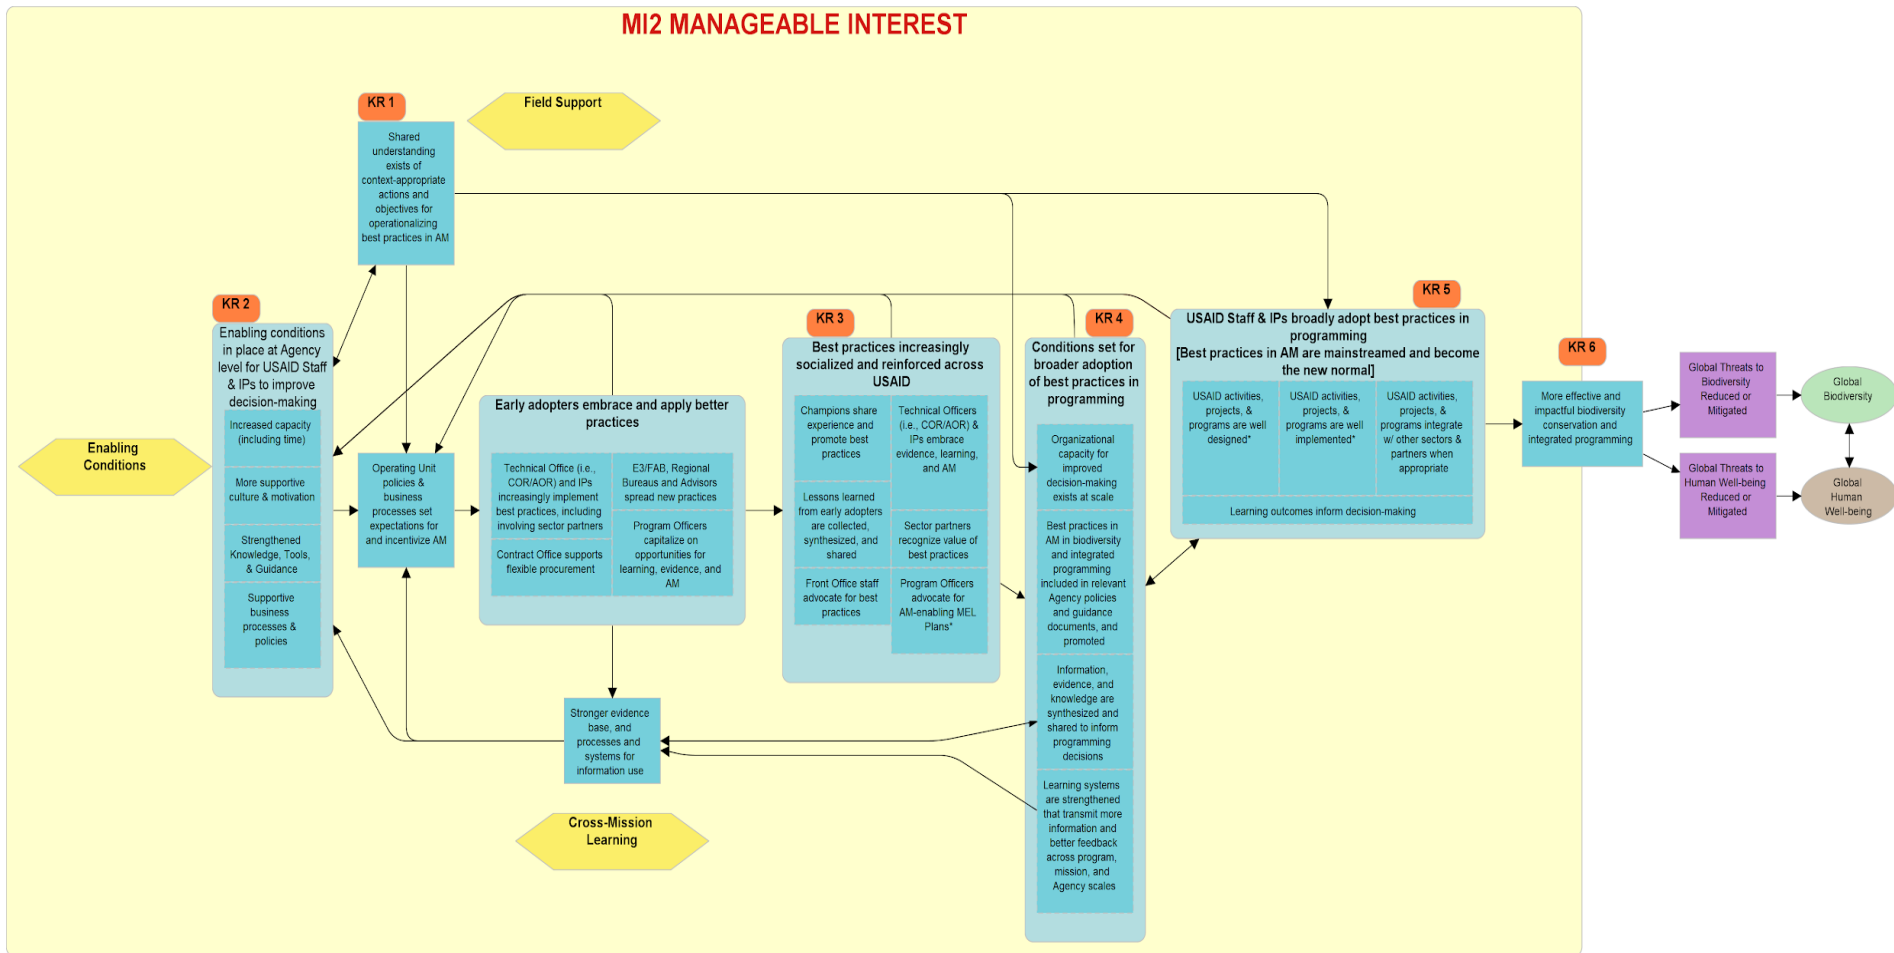 MI2 MANAGEABLE INTEREST
KR 1
Shared
understanding
exists of
context-appropriate
actions and
objectives for
operationalizing
best practices in AM
Field Support
KR 2
Enabling conditions
in place at Agency
level for USAID Staff
& IPs to improve
decision-making
Increased capacity
(including time)
More supportive
culture & motivation
Strengthened
Knowledge, Tools,
& Guidance
Supportive
business
processes &
policies
Enabling
Conditions
Operating Unit
policies &
business
processes set
expectations for
and incentivize AM
Early adopters embrace and apply better
practices
Technical Office (i.e.,
COR/AOR) and IPs
increasingly implement
best practices, including
involving sector partners
Contract Office supports
flexible procurement
E3/FAB, Regional
Bureaus and Advisors
spread new practices
Program Officers
capitalize on
opportunities for
learning, evidence, and
AM
Stronger evidence
base, and
processes and
systems for
information use
Cross-Mission
Learning
KR 3
Best practices increasingly
socialized and reinforced across
USAID
Champions share
experience and
promote best
practices
Lessons learned
from early adopters
are collected,
synthesized, and
shared
Front Office staff
advocate for best
practices
Technical Officers
(i.e., COR/AOR) &
IPs embrace
evidence, learning,
and AM
Sector partners
recognize value of
best practices
Program Officers
advocate for
AM-enabling MEL
Plans*
KR 4
Conditions set for
broader adoption
of best practices in
programming
Organizational
capacity for
improved
decision-making
exists at scale
Best practices in
AM in biodiversity
and integrated
programming
included in relevant
Agency policies
and guidance
documents, and
promoted
Information,
evidence, and
knowledge are
synthesized and
shared to inform
programming
decisions
Learning systems
are strengthened
that transmit more
information and
better feedback
across program,
mission, and
Agency scales
KR 5
USAID Staff & IPs broadly adopt best practices in
programming
[Best practices in AM are mainstreamed and become
the new normal]
USAID activities,
projects, &
programs are well
designed*
USAID activities,
projects, &
programs are well
implemented*
USAID activities,
projects, &
programs integrate
w/ other sectors &
partners when
appropriate
Learning outcomes inform decision-making
KR 6
More effective and
impactful biodiversity
conservation and
integrated programming
Global Threats to
Biodiversity
Reduced or
Mitigated
Global Threats to
Human Well-being
Reduced or
Mitigated
Global
Biodiversity
Global
Human
Well-being